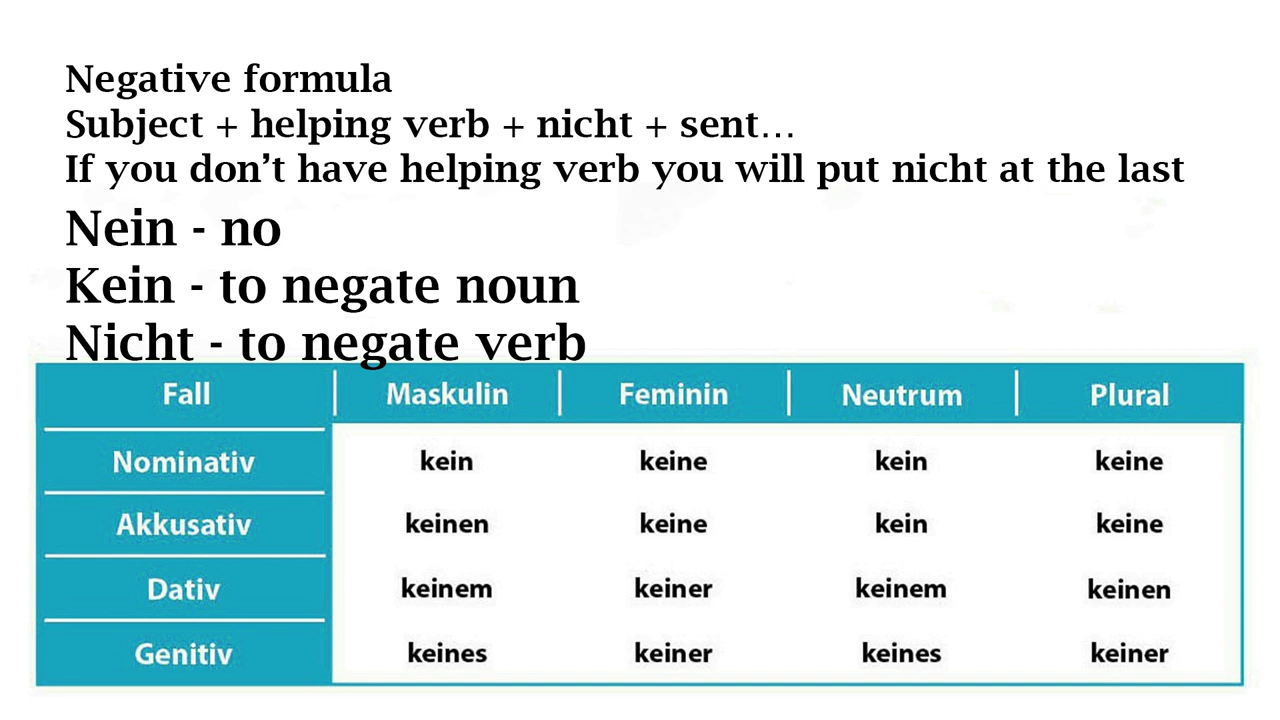 Negative formula
Subject + helping verb + nicht + sent...
If you don't have helping verb you will put nicht at the last
Nein - no
Kein - to negate noun
Nicht - to negate verb
Fall Maskulin Feminin Neutrum Plural
Nominativ kein keine kein keine
Akkusativ keinen keine kein keine
Dativ keinem keiner keinem keinen
Genitiv keines keiner keines keiner